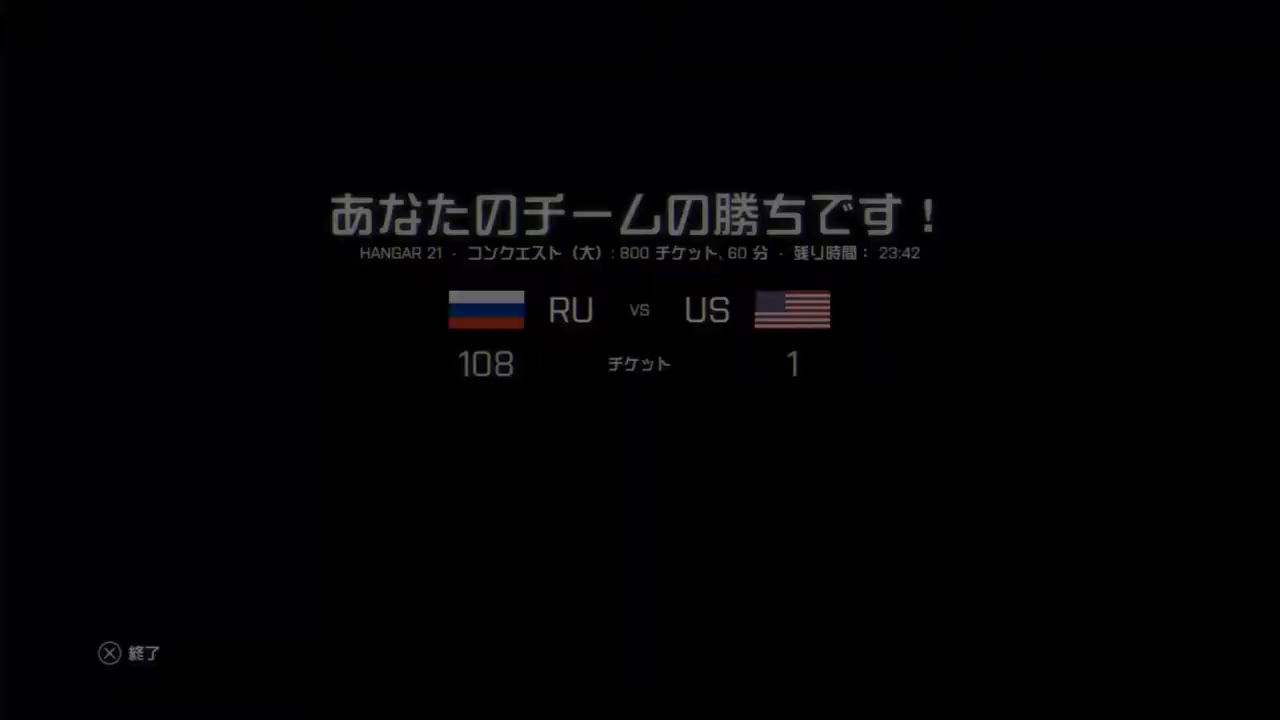 あなたのチームの勝ちです！
HANGAR 21 - コンクエスト（大）: 800 チケット、60 分 - 残り時間： 23:42
RU VS US
108 チケット 1
終了